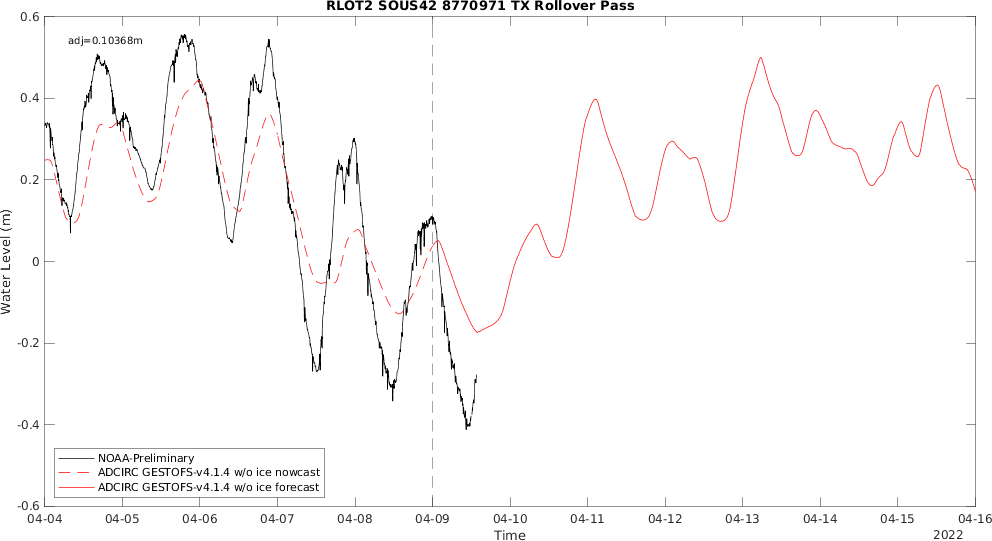 RLOT2 SOUS42 8770971 TX Rollover Pass
adj=0.10368m
0.6
0.4
0.2
0
-0.2
-0.4
-0.6
Water Level (m)
NOAA-Preliminary
ADCIRC GESTOFS-v4.1.4 w/o ice nowcast
ADCIRC GESTOFS-v4.1.4 w/o ice forecast
04-04 04-05 04-06 04-07 04-08 04-09 04-10 04-11 04-12 04-13 04-14 04-15 04-16
Time
2022